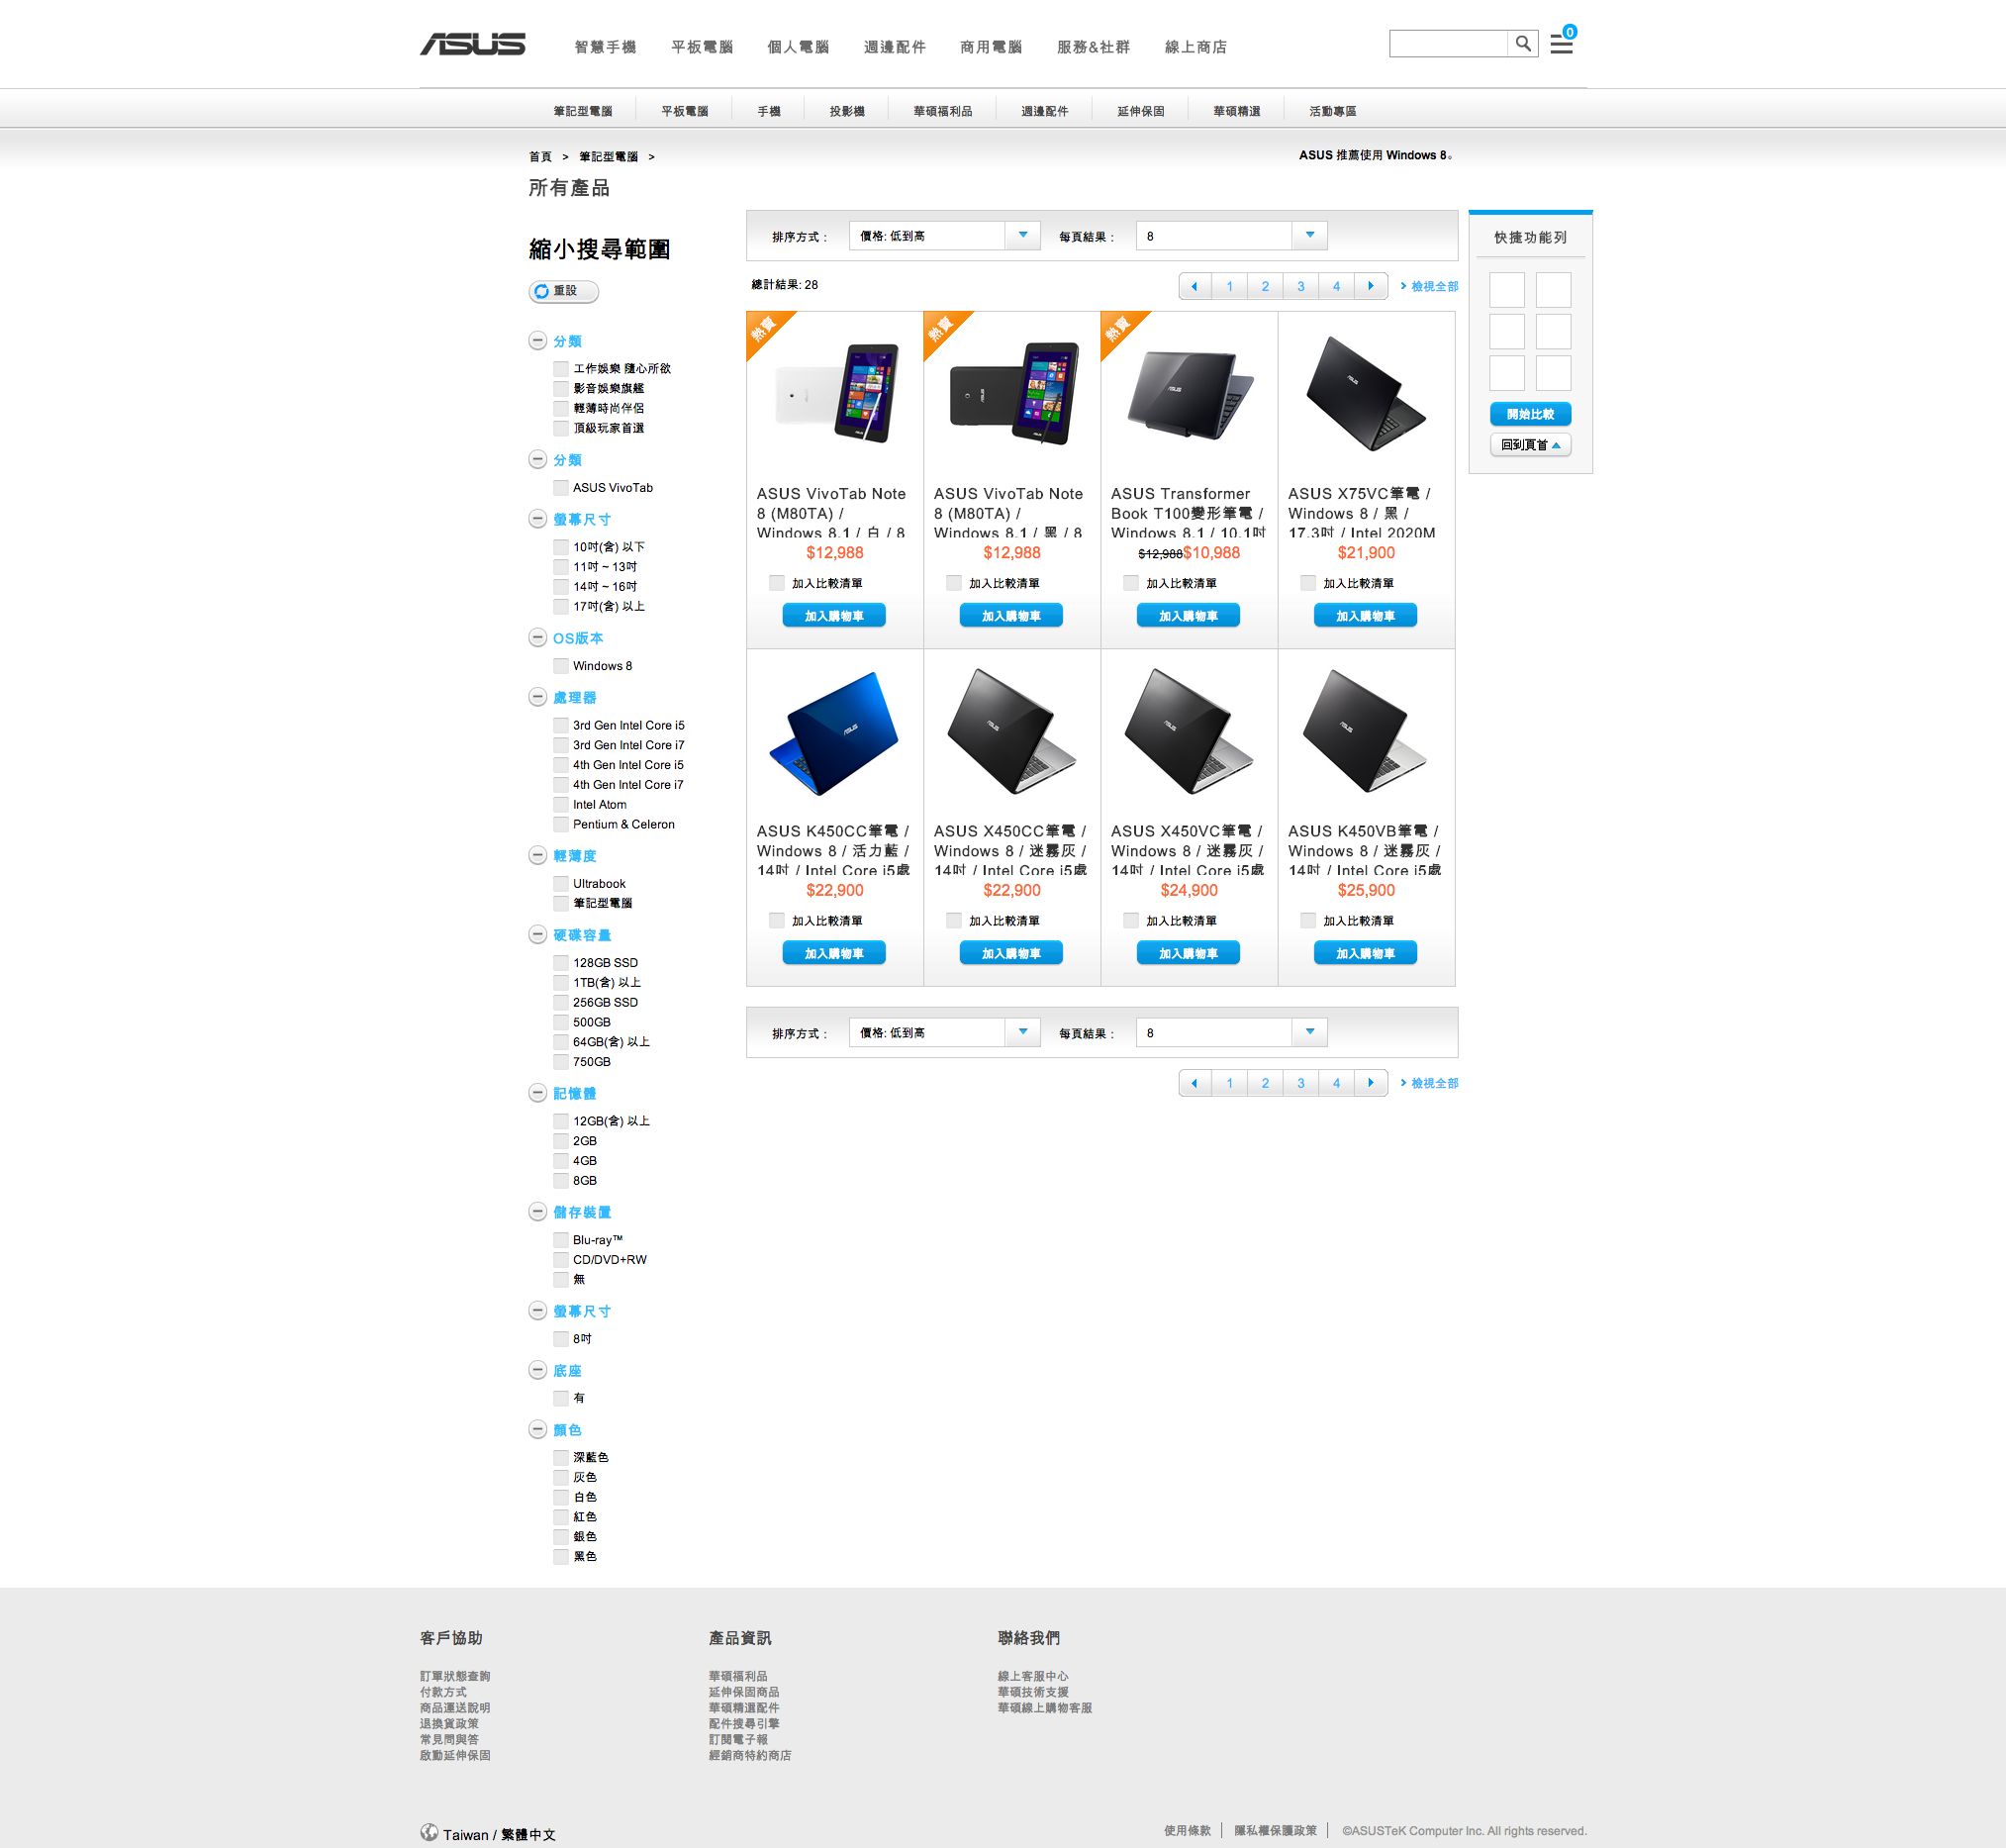 ASUS
智慧手機 平板電腦 個人電腦 週邊配件 商用電腦 服務&社群 線上商店
0
筆記型電腦 平板電腦 手機 投影機 華碩福利品 週邊配件 延伸保固 華碩精選 活動專區
首頁 > 筆記型電腦 >
ASUS 推薦使用 Windows 8。
所有產品
縮小搜尋範圍
重設
分類
工作娛樂 隨心所欲
影音娛樂旗艦
輕薄時尚伴侶
頂級玩家首選
分類
ASUS VivoTab
螢幕尺寸
10吋(含) 以下
11吋 ~ 13吋
14吋 ~ 16吋
17吋(含) 以上
OS版本
Windows 8
處理器
3rd Gen Intel Core i5
3rd Gen Intel Core i7
4th Gen Intel Core i5
4th Gen Intel Core i7
Intel Atom
Pentium & Celeron
輕薄度
Ultrabook
筆記型電腦
硬碟容量
128GB SSD
1TB(含) 以上
256GB SSD
500GB
64GB(含) 以上
750GB
記憶體
12GB(含) 以上
2GB
4GB
8GB
儲存裝置
Blu-ray™
CD/DVD+RW
無
螢幕尺寸
8吋
底座
有
顏色
深藍色
灰色
白色
紅色
銀色
黑色
排序方式： 價格: 低到高 每頁結果： 8
總計結果: 28
1 2 3 4 檢視全部
熱賣
ASUS VivoTab Note
8 (M80TA) /
Windows 8.1 / 白 / 8
$12,988
加入比較清單
加入購物車
熱賣
ASUS VivoTab Note
8 (M80TA) /
Windows 8.1 / 黑 / 8
$12,988
加入比較清單
加入購物車
熱賣
ASUS Transformer
Book T100變形筆電 /
Windows 8.1 / 10.1吋
$12,988$10,988
加入比較清單
加入購物車
ASUS X75VC筆電 /
Windows 8 / 黑 /
17.3吋 / Intel 2020M
$21,900
加入比較清單
加入購物車
ASUS K450CC筆電 /
Windows 8 / 活力藍 /
14吋 / Intel Core i5處
$22,900
加入比較清單
加入購物車
ASUS X450CC筆電 /
Windows 8 / 迷霧灰 /
14吋 / Intel Core i5處
$22,900
加入比較清單
加入購物車
ASUS X450VC筆電 /
Windows 8 / 迷霧灰 /
14吋 / Intel Core i5處
$24,900
加入比較清單
加入購物車
ASUS K450VB筆電 /
Windows 8 / 迷霧灰 /
14吋 / Intel Core i5處
$25,900
加入比較清單
加入購物車
排序方式： 價格: 低到高 每頁結果： 8
1 2 3 4 檢視全部
快捷功能列
開始比較
回到頁首
客戶協助
訂單狀態查詢
付款方式
商品運送說明
退換貨政策
常見問與答
啟動延伸保固
產品資訊
華碩福利品
延伸保固商品
華碩精選配件
配件搜尋引擎
訂閱電子報
經銷商特約商店
聯絡我們
線上客服中心
華碩技術支援
華碩線上購物客服
Taiwan / 繁體中文
使用條款 隱私權保護政策 ©ASUSTeK Computer Inc. All rights reserved.